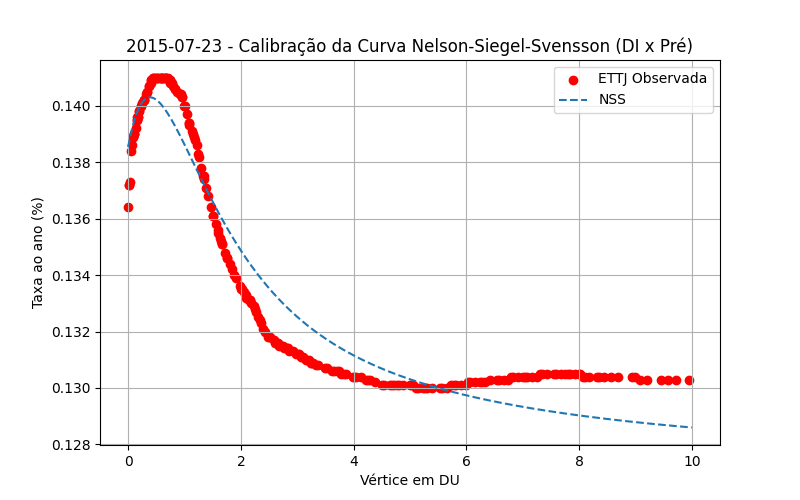 2015-07-23 - Calibração da Curva Nelson-Siegel-Svensson (DI x Pré)
ETTJ Observada
NSS
Taxa ao ano (%)
0.140
0.138
0.136
0.134
0.132
0.130
0.128
0 2 4 6 8 10
Vértice em DU